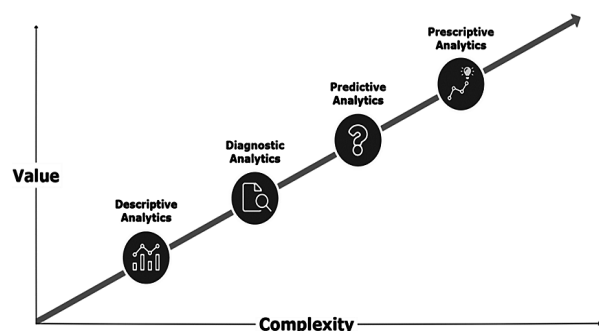 Prescriptive
Analytics
Predictive
Analytics
Diagnostic
Analytics
Value
Descriptive
Analytics
Complexity